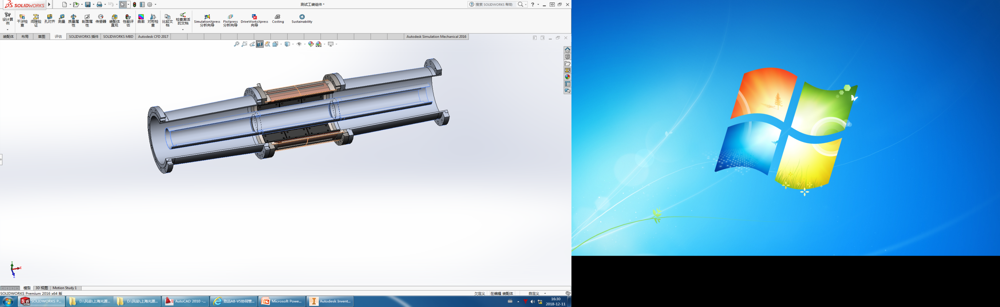 SOLIDWORKS
测试工装组件 *
搜索 SOLIDWORKS 帮助
设计算例
干涉检查
间隙验证
孔对齐
测量
质量属性
剖面属性
传感器
装配体直观
性能评估
曲率
对称检查
比较文档
检查激活的文档
SimulationXpress 分析向导
FloXpress 分析向导
DriveWorksXpress 向导
Costing
Sustainability
装配体
布局
草图
评估
SOLIDWORKS 插件
SOLIDWORKS MBD
Autodesk CFD 2017
Autodesk Simulation Mechanical 2016
Y
X
Z
模型
3D 视图
Motion Study 1
SOLIDWORKS Premium 2016 x64 版
欠定义
在编辑 装配体
自定义
SW 2016
SOLIDWORKS P...
D:\民品\上海光源...
D:\民品\上海光源...
AutoCAD 2010 -...
致远A8-V5协同管...
Microsoft Powe...
Autodesk Invent...
16:30
2018-12-11